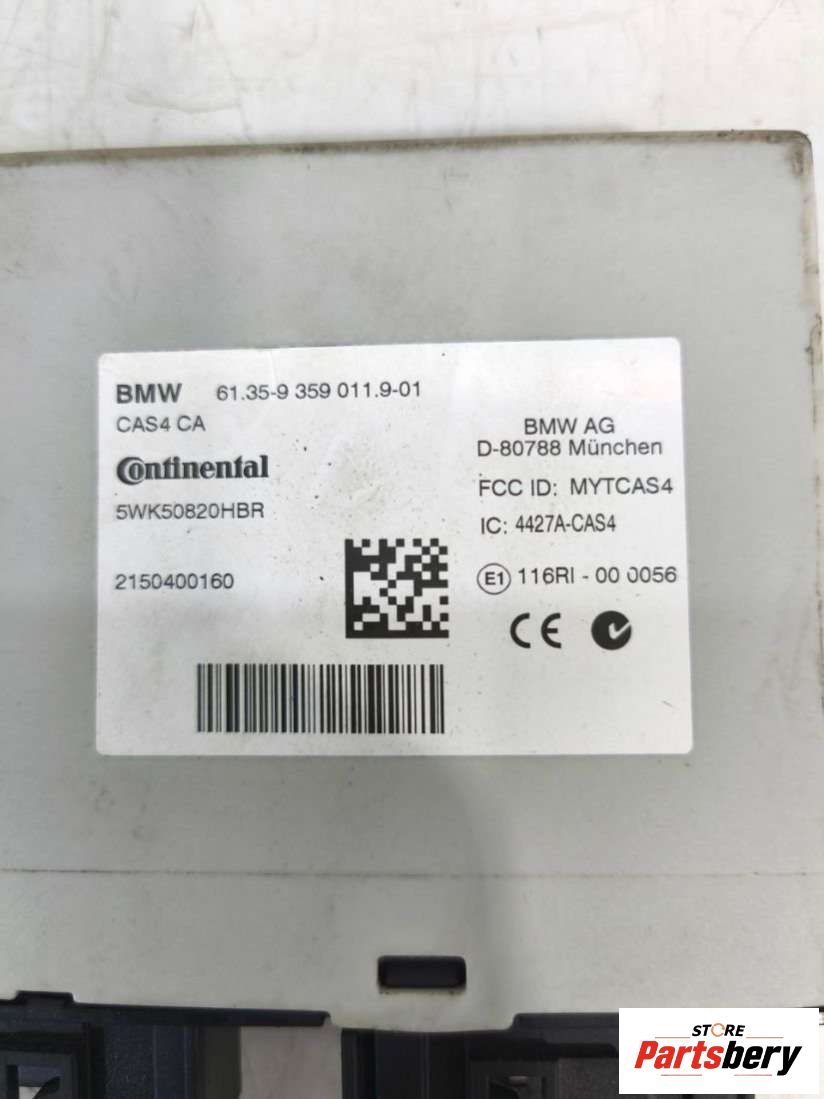 BMW 61.35-9 359 011.9-01
CAS4 CA
Continental
5WK50820HBR
2150400160
BMW AG
D-80788 München
FCC ID: MYTCAS4
IC: 4427A-CAS4
E1 116RI - 00 0056
CE
STORE
Partsbery